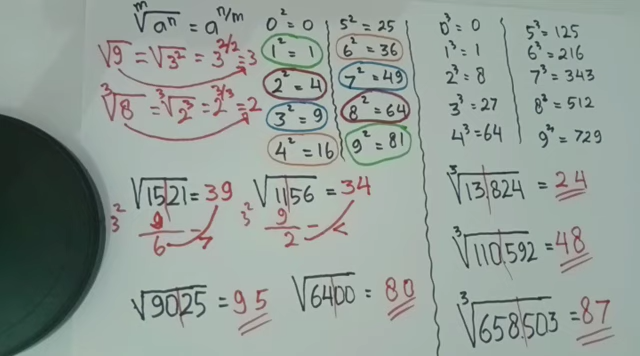 ᵐ√aⁿ = a^(n/m)
√9 = √3² = 3^(2/2) = 3
³√8 = ³√2³ = 2^(3/3) = 2
0² = 0
1² = 1
2² = 4
3² = 9
4² = 16
5² = 25
6² = 36
7² = 49
8² = 64
9² = 81
0³ = 0
1³ = 1
2³ = 8
3³ = 27
4³ = 64
5³ = 125
6³ = 216
7³ = 343
8³ = 512
9³ = 729
√15|21 = 39
3² 9
6
√11|56 = 34
3² 9
2 - <
√90|25 = 95
√64|00 = 80
³√13|824 = 24
³√110|592 = 48
³√658|503 = 87